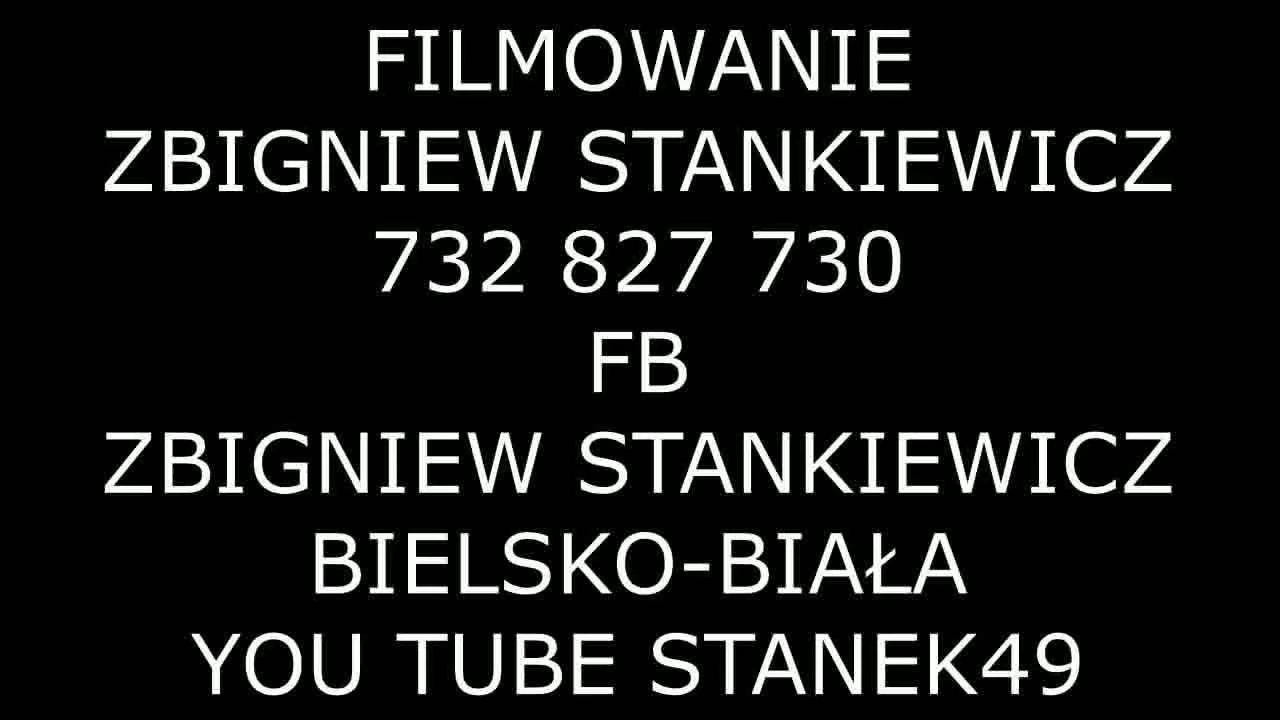 FILMOWANIE
ZBIGNIEW STANKIEWICZ
732 827 730
FB
ZBIGNIEW STANKIEWICZ
BIELSKO-BIAŁA
YOU TUBE STANEK49